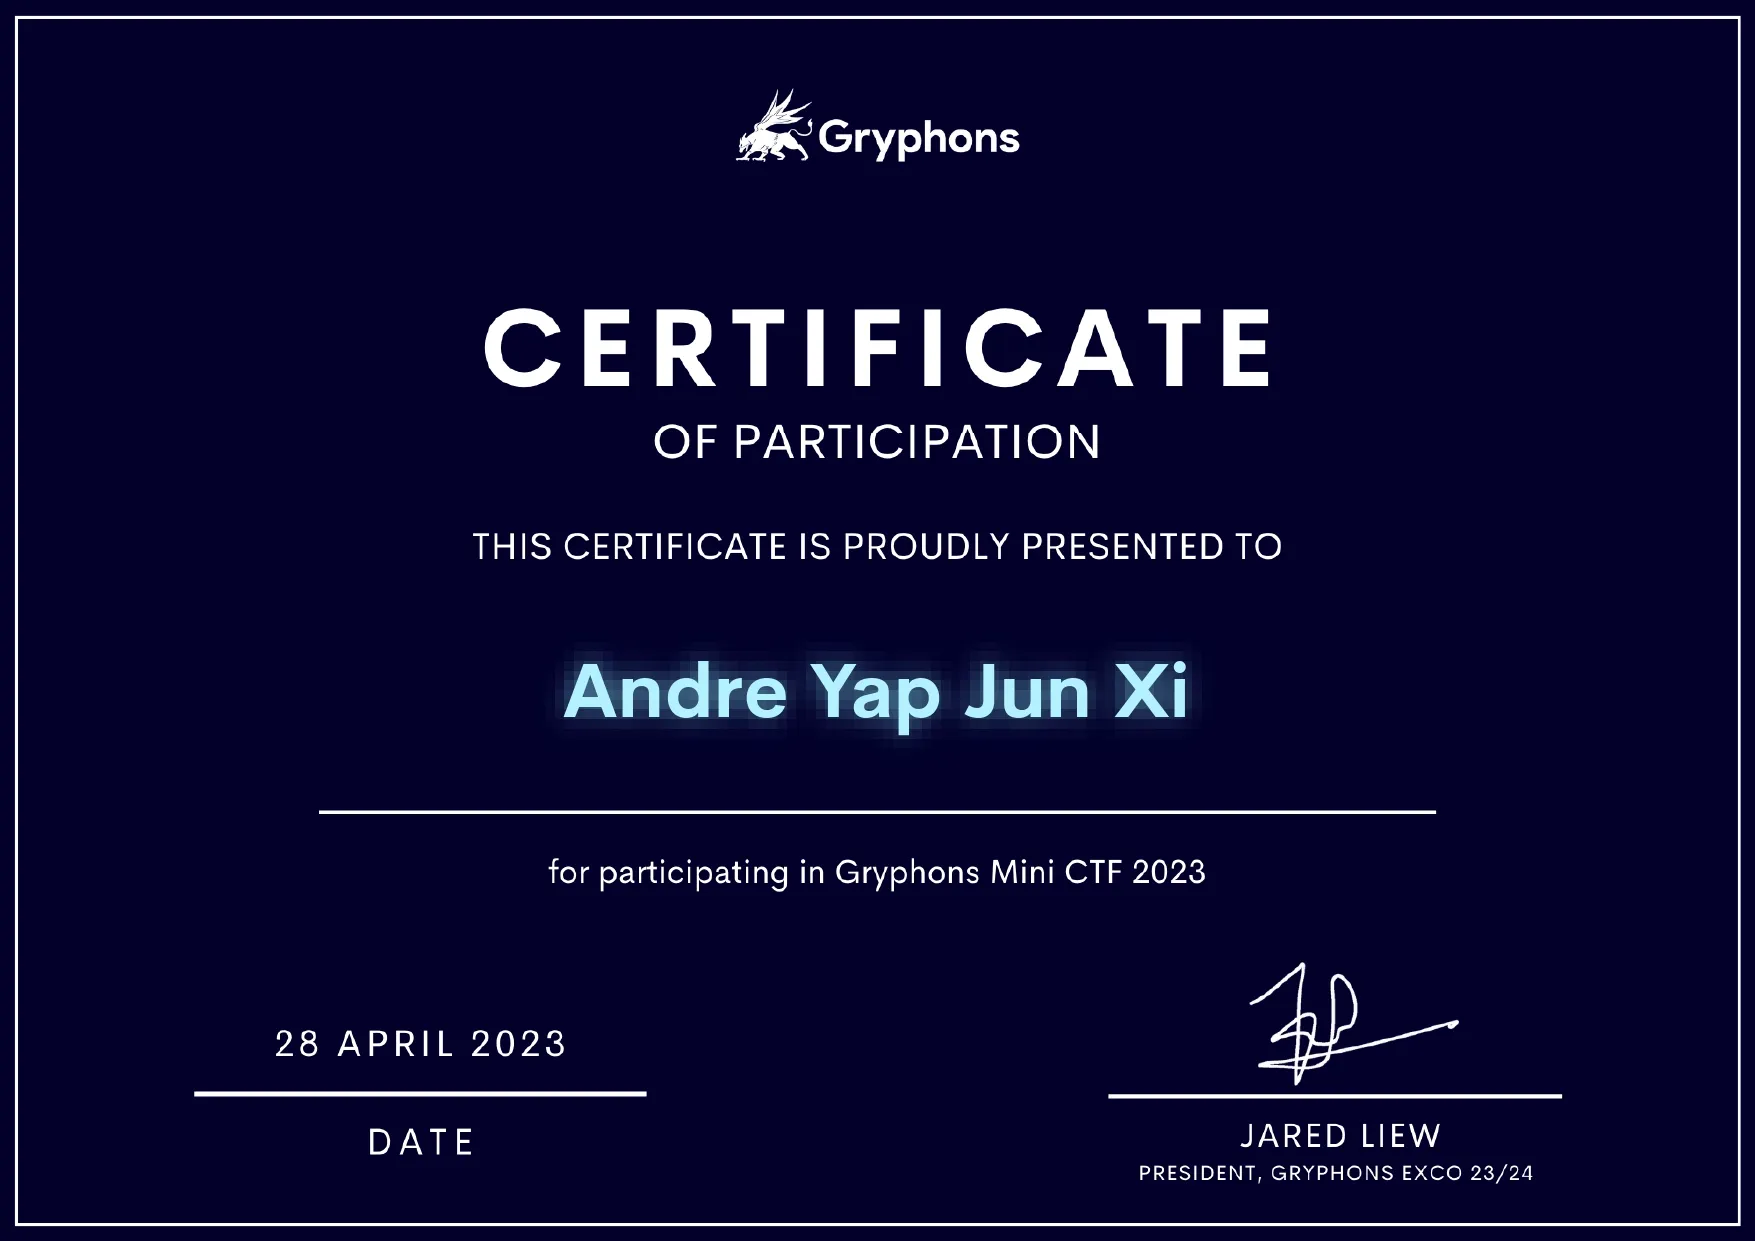 Gryphons
CERTIFICATE
OF PARTICIPATION
THIS CERTIFICATE IS PROUDLY PRESENTED TO
Andre Yap Jun Xi
for participating in Gryphons Mini CTF 2023
28 APRIL 2023
DATE
JARED LIEW
PRESIDENT, GRYPHONS EXCO 23/24